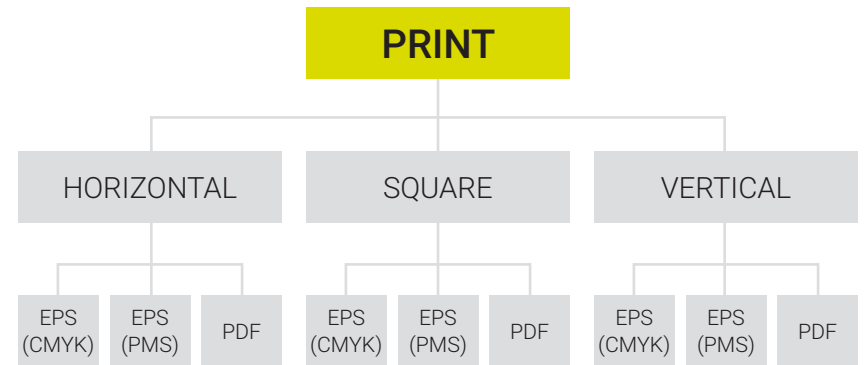 PRINT
HORIZONTAL
SQUARE
VERTICAL
EPS
(CMYK)
EPS
(PMS)
PDF
EPS
(CMYK)
EPS
(PMS)
PDF
EPS
(CMYK)
EPS
(PMS)
PDF